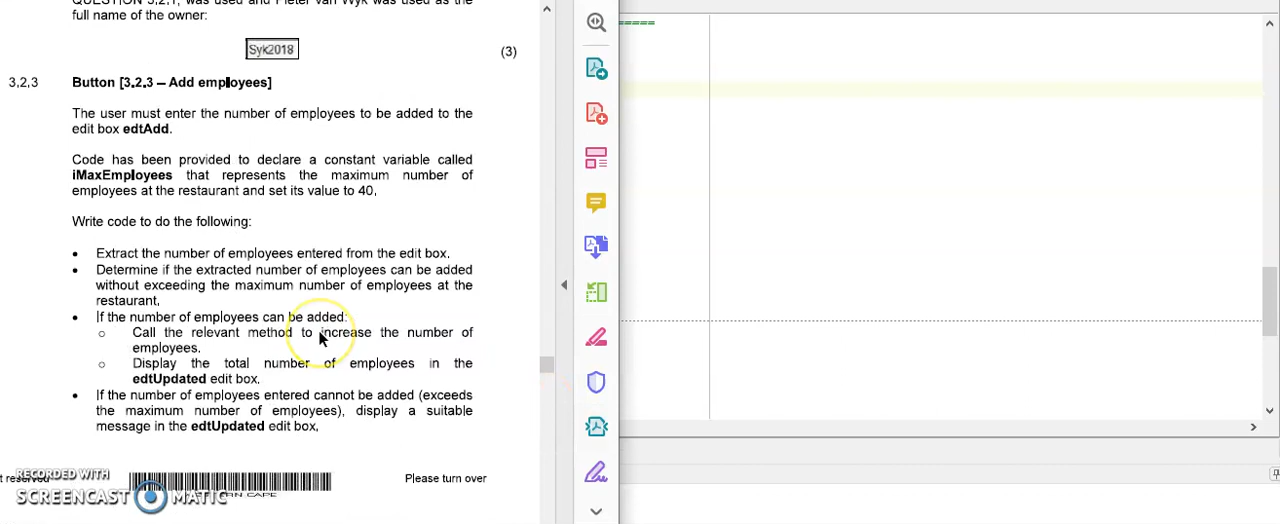 QUESTION 3,2,1, was used and Pieter van Wyk was used as the
full name of the owner:
Syk2018
(3)
3,2,3 Button [3,2,3 – Add employees]
The user must enter the number of employees to be added to the
edit box edtAdd.
Code has been provided to declare a constant variable called
iMaxEmployees that represents the maximum number of
employees at the restaurant and set its value to 40,
Write code to do the following:
• Extract the number of employees entered from the edit box.
• Determine if the extracted number of employees can be added
without exceeding the maximum number of employees at the
restaurant,
• If the number of employees can be added:
o Call the relevant method to increase the number of
employees.
o Display the total number of employees in the
edtUpdated edit box,
• If the number of employees entered cannot be added (exceeds
the maximum number of employees), display a suitable
message in the edtUpdated edit box,
t reserved
Please turn over
RECORDED WITH
SCREENCAST MATIC
=====